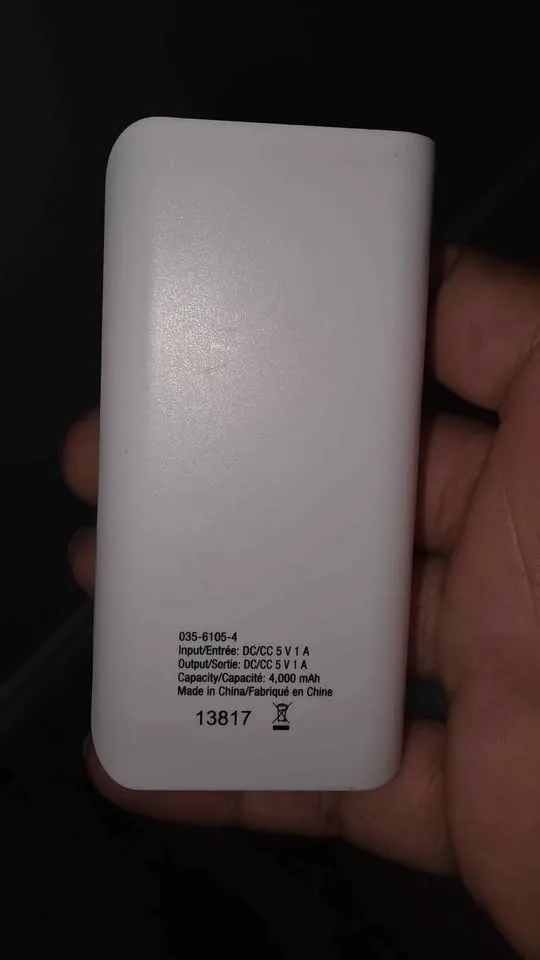 035-6105-4
Input/Entrée: DC/CC 5 V 1 A
Output/Sortie: DC/CC 5 V 1 A
Capacity/Capacité: 4,000 mAh
Made in China/Fabriqué en Chine
13817